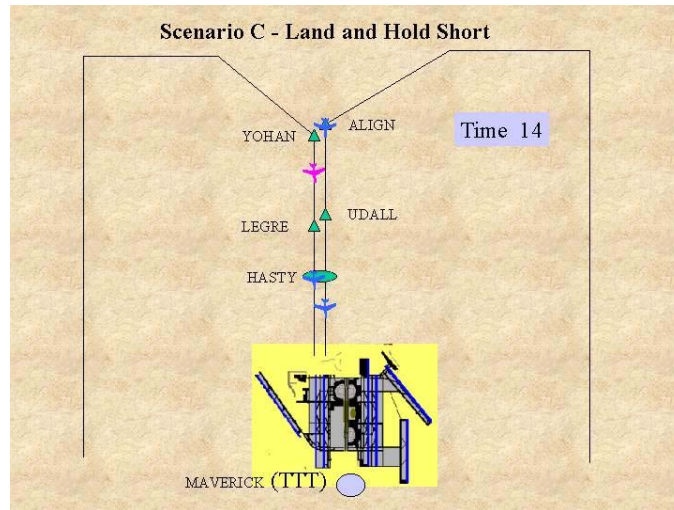 Scenario C - Land and Hold Short
ALIGN
YOHAN
Time 14
UDALL
LEGRE
HASTY
MAVERICK (TTT)